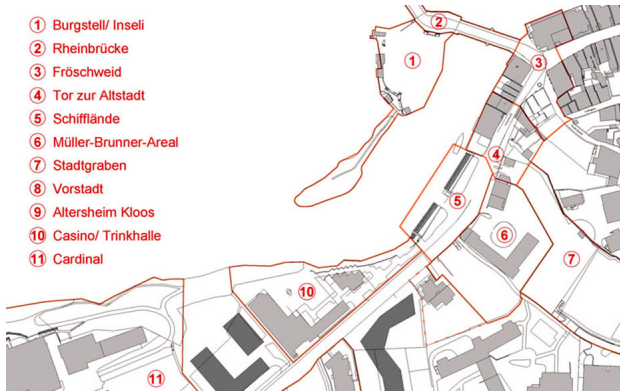 1 Burgstell/ Inseli
2 Rheinbrücke
3 Fröschweid
4 Tor zur Altstadt
5 Schifflände
6 Müller-Brunner-Areal
7 Stadtgraben
8 Vorstadt
9 Altersheim Kloos
10 Casino/ Trinkhalle
11 Cardinal
2
1
3
4
5
6
7
10
11